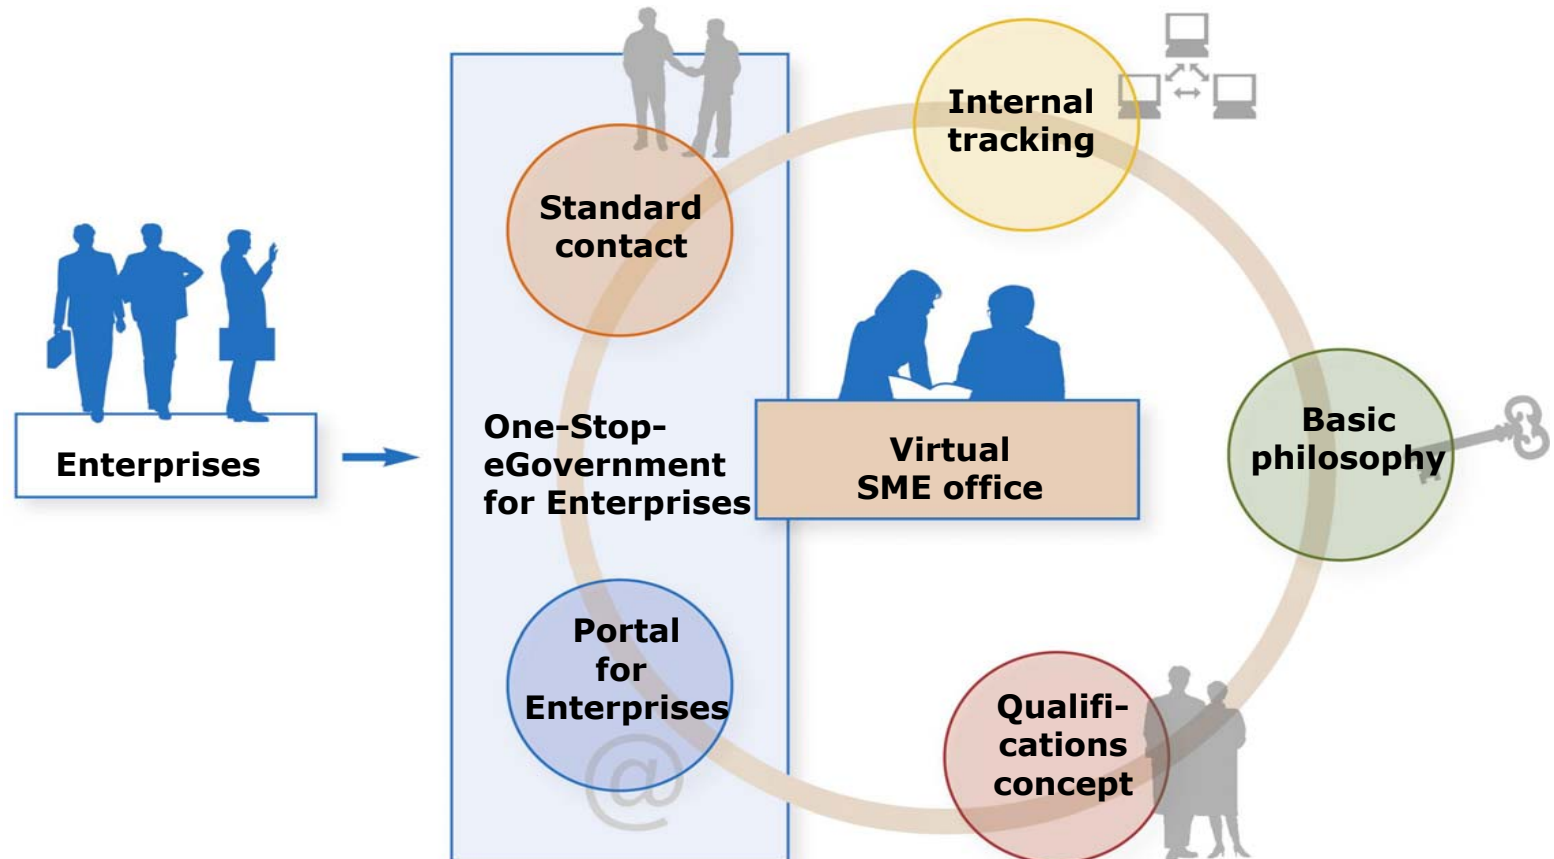 Internal
tracking
Standard
contact
Enterprises
One-Stop-
eGovernment
for Enterprises
Virtual
SME office
Basic
philosophy
Portal
for
Enterprises
@
Qualifi-
cations
concept